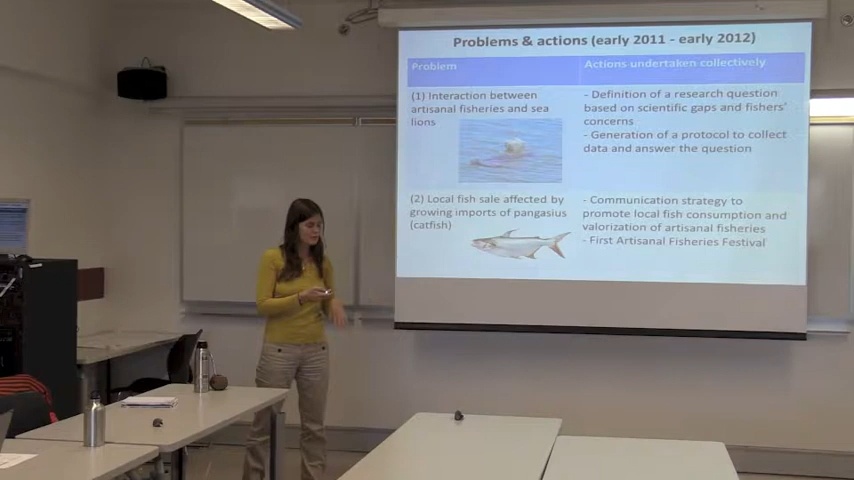 Problems & actions (early 2011 - early 2012)
Problem
Actions undertaken collectively
(1) Interaction between
artisanal fisheries and sea
lions
- Definition of a research question
based on scientific gaps and fishers'
concerns
- Generation of a protocol to collect
data and answer the question
(2) Local fish sale affected by
growing imports of pangasius
(catfish)
- Communication strategy to
promote local fish consumption and
valorization of artisanal fisheries
- First Artisanal Fisheries Festival